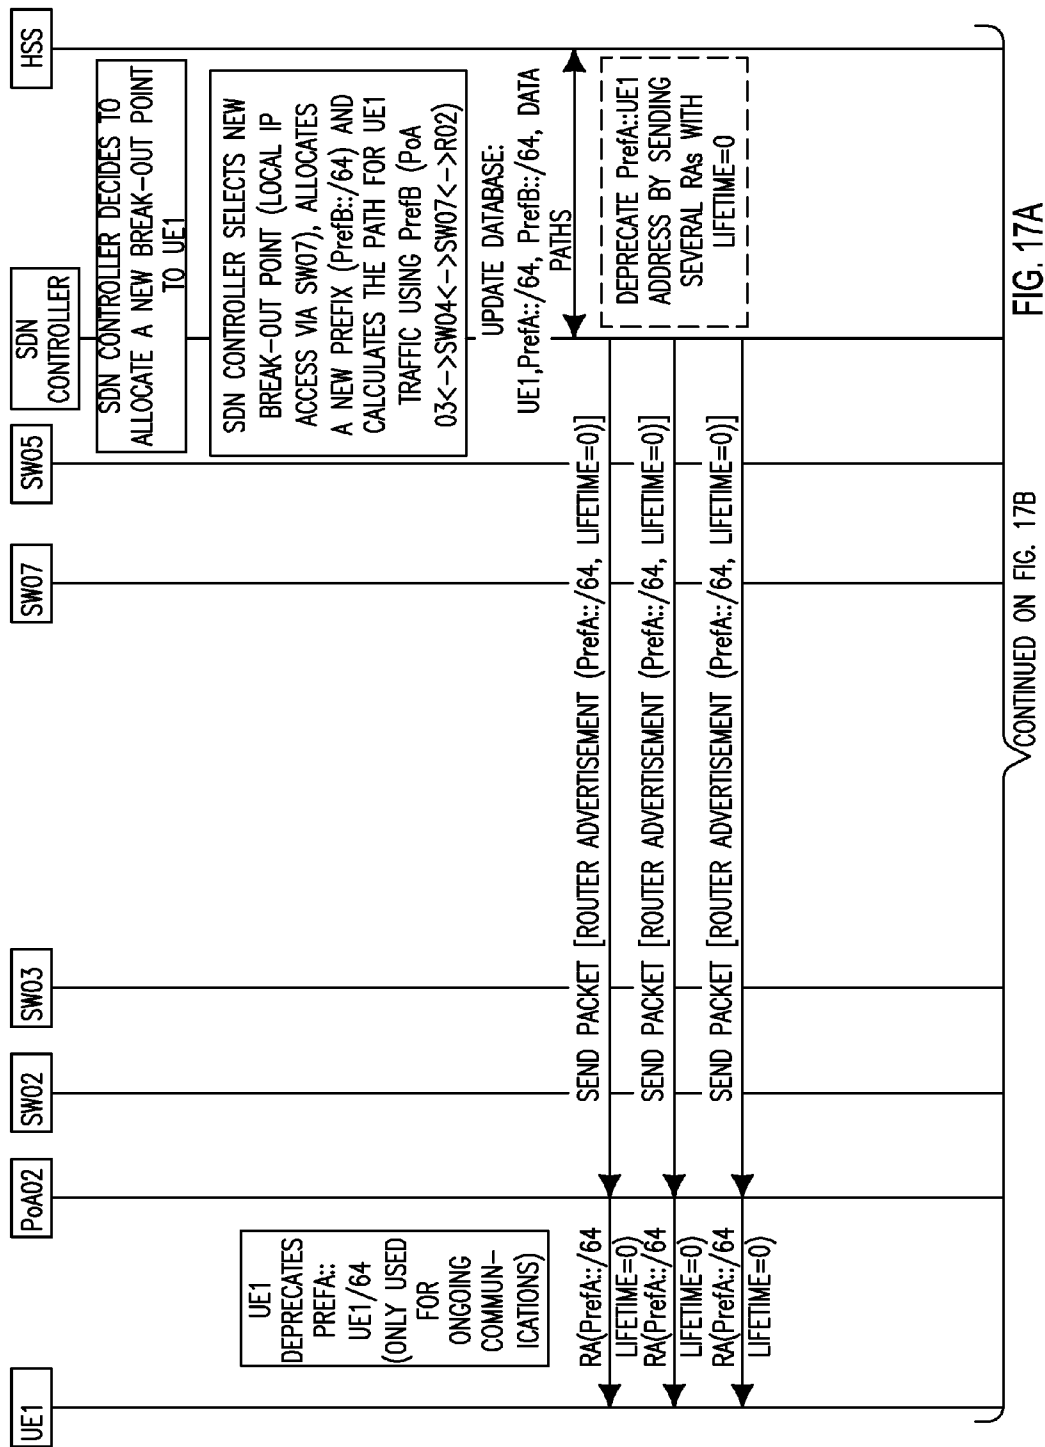 UE1
PoA02
SW02
SW03
SW07
SW05
SDN
CONTROLLER
HSS
SDN CONTROLLER DECIDES TO
ALLOCATE A NEW BREAK-OUT POINT
TO UE1
SDN CONTROLLER SELECTS NEW
BREAK-OUT POINT (LOCAL IP
ACCESS VIA SW07), ALLOCATES
A NEW PREFIX (PrefB::/64) AND
CALCULATES THE PATH FOR UE1
TRAFFIC USING PrefB (PoA
03<->SW04<->SW07<->R02)
UPDATE DATABASE:
UE1,PrefA::/64, PrefB::/64, DATA
PATHS
UE1
DEPRECATES
PREFA::
UE1/64
(ONLY USED
FOR
ONGOING
COMMUN-
ICATIONS)
DEPRECATE PrefA::UE1
ADDRESS BY SENDING
SEVERAL RAs WITH
LIFETIME=0
SEND PACKET [ROUTER ADVERTISEMENT (PrefA::/64, LIFETIME=0)]
RA(PrefA::/64
LIFETIME=0)
SEND PACKET [ROUTER ADVERTISEMENT (PrefA::/64, LIFETIME=0)]
RA(PrefA::/64
LIFETIME=0)
SEND PACKET [ROUTER ADVERTISEMENT (PrefA::/64, LIFETIME=0)]
RA(PrefA::/64
LIFETIME=0)
CONTINUED ON FIG. 17B
FIG. 17A